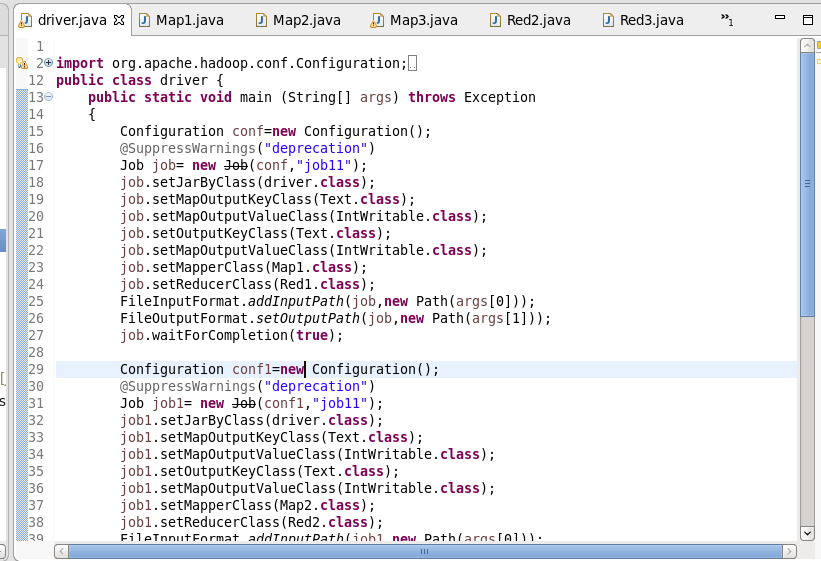 driver.java Map1.java Map2.java Map3.java Red2.java Red3.java »1
1
2 import org.apache.hadoop.conf.Configuration;
12 public class driver {
13 public static void main (String[] args) throws Exception
14 {
15 Configuration conf=new Configuration();
16 @SuppressWarnings("deprecation")
17 Job job= new Job(conf,"job11");
18 job.setJarByClass(driver.class);
19 job.setMapOutputKeyClass(Text.class);
20 job.setMapOutputValueClass(IntWritable.class);
21 job.setOutputKeyClass(Text.class);
22 job.setMapOutputValueClass(IntWritable.class);
23 job.setMapperClass(Map1.class);
24 job.setReducerClass(Red1.class);
25 FileInputFormat.addInputPath(job,new Path(args[0]));
26 FileOutputFormat.setOutputPath(job,new Path(args[1]));
27 job.waitForCompletion(true);
28
29 Configuration conf1=new Configuration();
30 @SuppressWarnings("deprecation")
31 Job job1= new Job(conf1,"job11");
32 job1.setJarByClass(driver.class);
33 job1.setMapOutputKeyClass(Text.class);
34 job1.setMapOutputValueClass(IntWritable.class);
35 job1.setOutputKeyClass(Text.class);
36 job1.setMapOutputValueClass(IntWritable.class);
37 job1.setMapperClass(Map2.class);
38 job1.setReducerClass(Red2.class);
39 FileInputFormat.addInputPath(job1,new Path(args[0]));